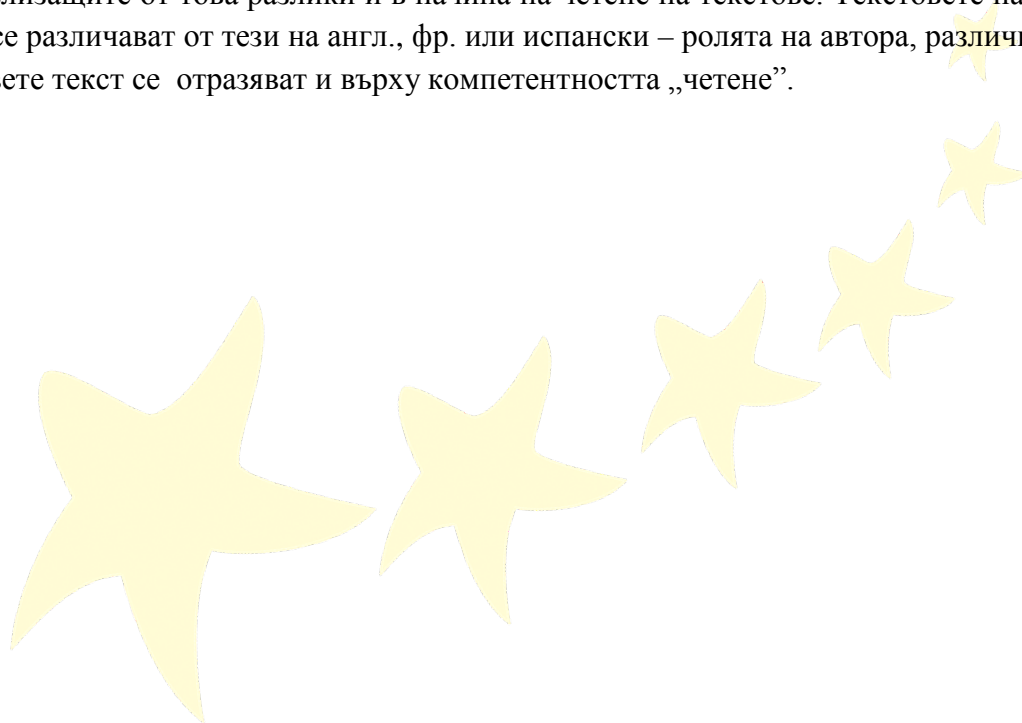 лизащите от това разлики и в начина на четене на текстове. Текстовете на
се различават от тези на англ., фр. или испански – ролята на автора, различн
ете текст се отразяват и върху компетентността „четене”.